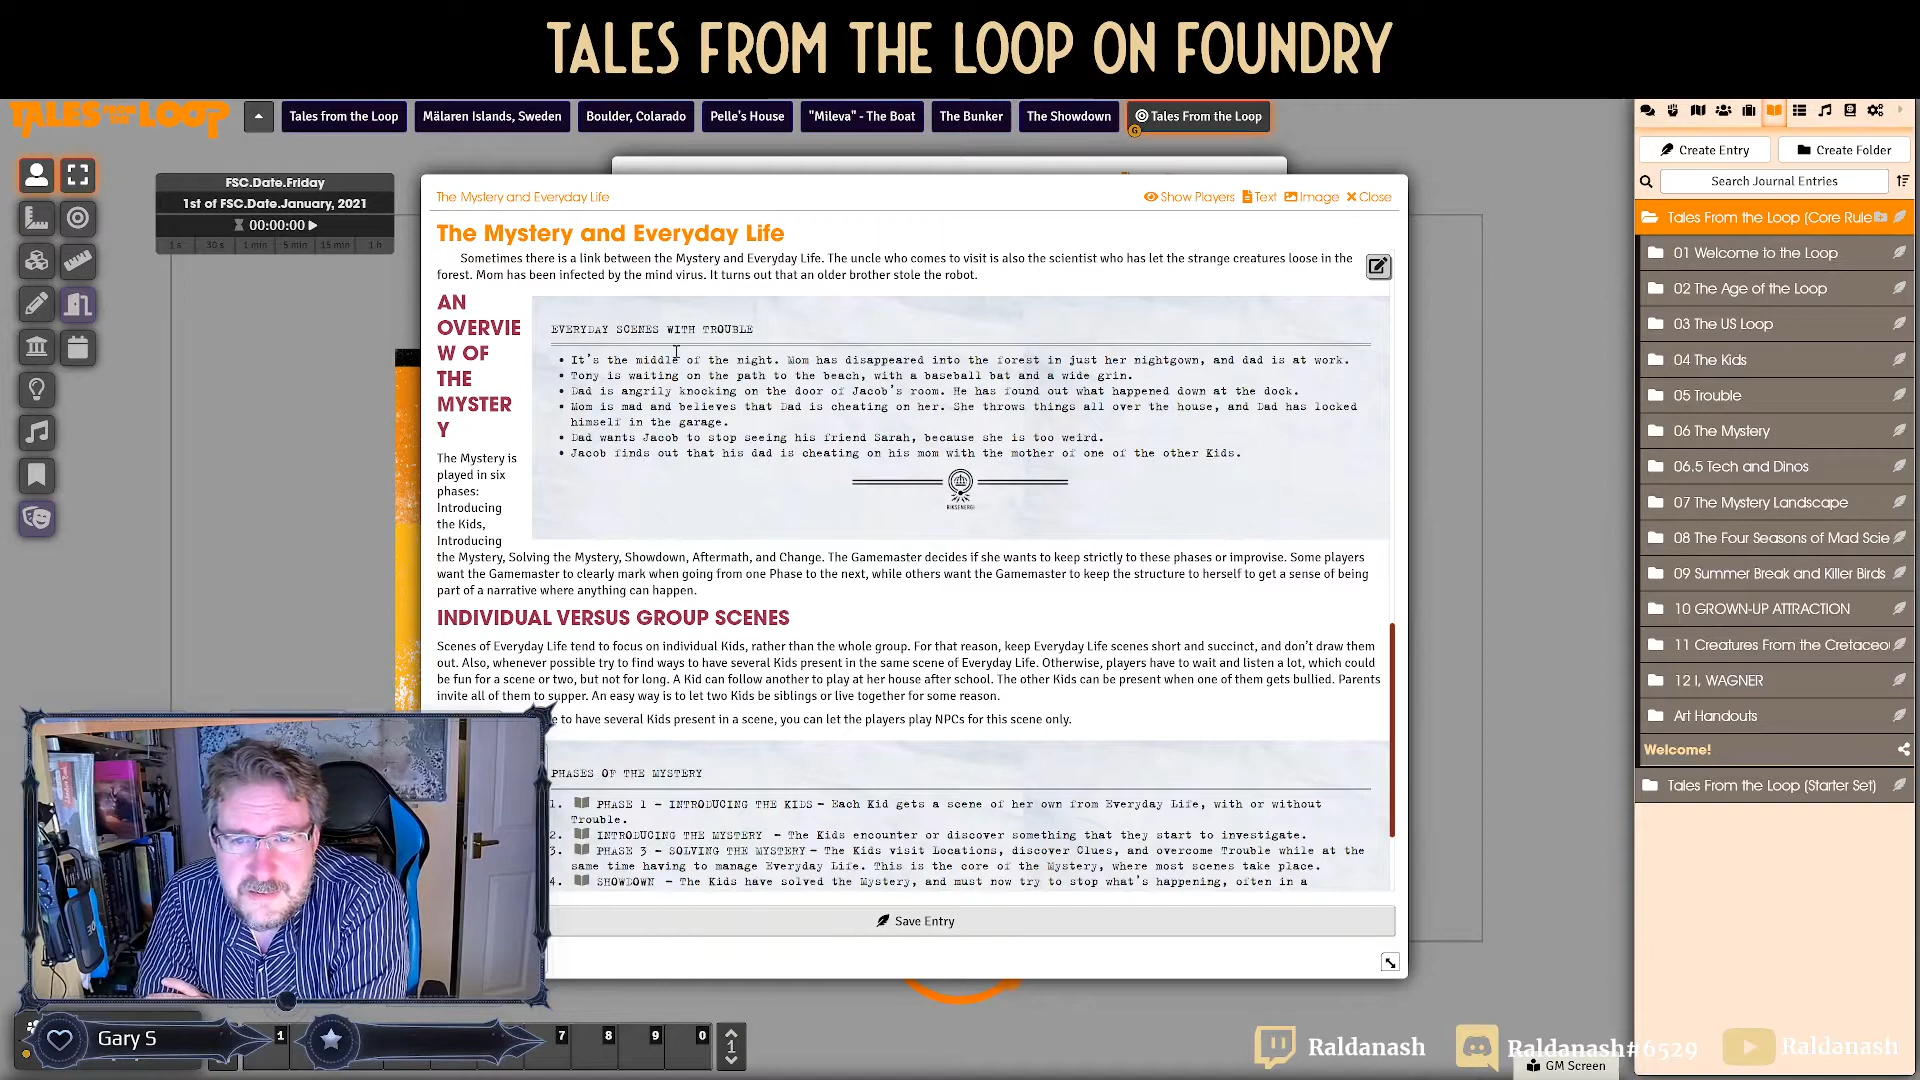 TALES FROM THE LOOP ON FOUNDRY
TALES FROM THE LOOP
Tales from the Loop
Mälaren Islands, Sweden
Boulder, Colarado
Pelle's House
"Mileva" - The Boat
The Bunker
The Showdown
Tales From the Loop
G
FSC.Date.Friday
1st of FSC.Date.January, 2021
00:00:00
1 s 30 s 1 min 5 min 15 min 1 h
The Mystery and Everyday Life
Show Players Text Image Close
The Mystery and Everyday Life
Sometimes there is a link between the Mystery and Everyday Life. The uncle who comes to visit is also the scientist who has let the strange creatures loose in the
forest. Mom has been infected by the mind virus. It turns out that an older brother stole the robot.
AN
OVERVIE
W OF
THE
MYSTER
Y
EVERYDAY SCENES WITH TROUBLE
• It's the middle of the night. Mom has disappeared into the forest in just her nightgown, and dad is at work.
• Tony is waiting on the path to the beach, with a baseball bat and a wide grin.
• Dad is angrily knocking on the door of Jacob's room. He has found out what happened down at the dock.
• Mom is mad and believes that Dad is cheating on her. She throws things all over the house, and Dad has locked
himself in the garage.
• Dad wants Jacob to stop seeing his friend Sarah, because she is too weird.
• Jacob finds out that his dad is cheating on his mom with the mother of one of the other Kids.
RIKSENERGI
The Mystery is
played in six
phases:
Introducing
the Kids,
Introducing
the Mystery, Solving the Mystery, Showdown, Aftermath, and Change. The Gamemaster decides if she wants to keep strictly to these phases or improvise. Some players
want the Gamemaster to clearly mark when going from one Phase to the next, while others want the Gamemaster to keep the structure to herself to get a sense of being
part of a narrative where anything can happen.
INDIVIDUAL VERSUS GROUP SCENES
Scenes of Everyday Life tend to focus on individual Kids, rather than the whole group. For that reason, keep Everyday Life scenes short and succinct, and don't draw them
out. Also, whenever possible try to find ways to have several Kids present in the same scene of Everyday Life. Otherwise, players have to wait and listen a lot, which could
be fun for a scene or two, but not for long. A Kid can follow another to play at her house after school. The other Kids can be present when one of them gets bullied. Parents
invite all of them to supper. An easy way is to let two Kids be siblings or live together for some reason.
e to have several Kids present in a scene, you can let the players play NPCs for this scene only.
PHASES OF THE MYSTERY
1. PHASE 1 – INTRODUCING THE KIDS – Each Kid gets a scene of her own from Everyday Life, with or without
Trouble.
2. INTRODUCING THE MYSTERY – The Kids encounter or discover something that they start to investigate.
3. PHASE 3 – SOLVING THE MYSTERY – The Kids visit Locations, discover Clues, and overcome Trouble while at the
same time having to manage Everyday Life. This is the core of the Mystery, where most scenes take place.
4. SHOWDOWN – The Kids have solved the Mystery, and must now try to stop what's happening, often in a
Save Entry
Create Entry
Create Folder
Search Journal Entries
Tales From the Loop (Core Rule
01 Welcome to the Loop
02 The Age of the Loop
03 The US Loop
04 The Kids
05 Trouble
06 The Mystery
06.5 Tech and Dinos
07 The Mystery Landscape
08 The Four Seasons of Mad Scie
09 Summer Break and Killer Birds
10 GROWN-UP ATTRACTION
11 Creatures From the Cretaceo
12 I, WAGNER
Art Handouts
Welcome!
Tales From the Loop (Starter Set)
Gary S
1 7 8 9 0
1
Raldanash
Raldanash#6529
Raldanash
GM Screen